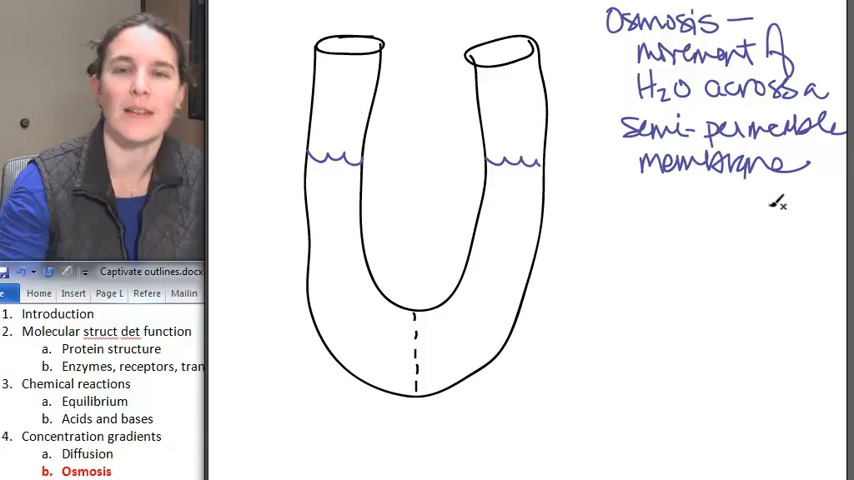 Osmosis —
movement of
H₂O across a
semi-permeable
membrane
Captivate outlines.docx
Home Insert Page L Refere Mailin
1. Introduction
2. Molecular struct det function
a. Protein structure
b. Enzymes, receptors, tran
3. Chemical reactions
a. Equilibrium
b. Acids and bases
4. Concentration gradients
a. Diffusion
b. Osmosis